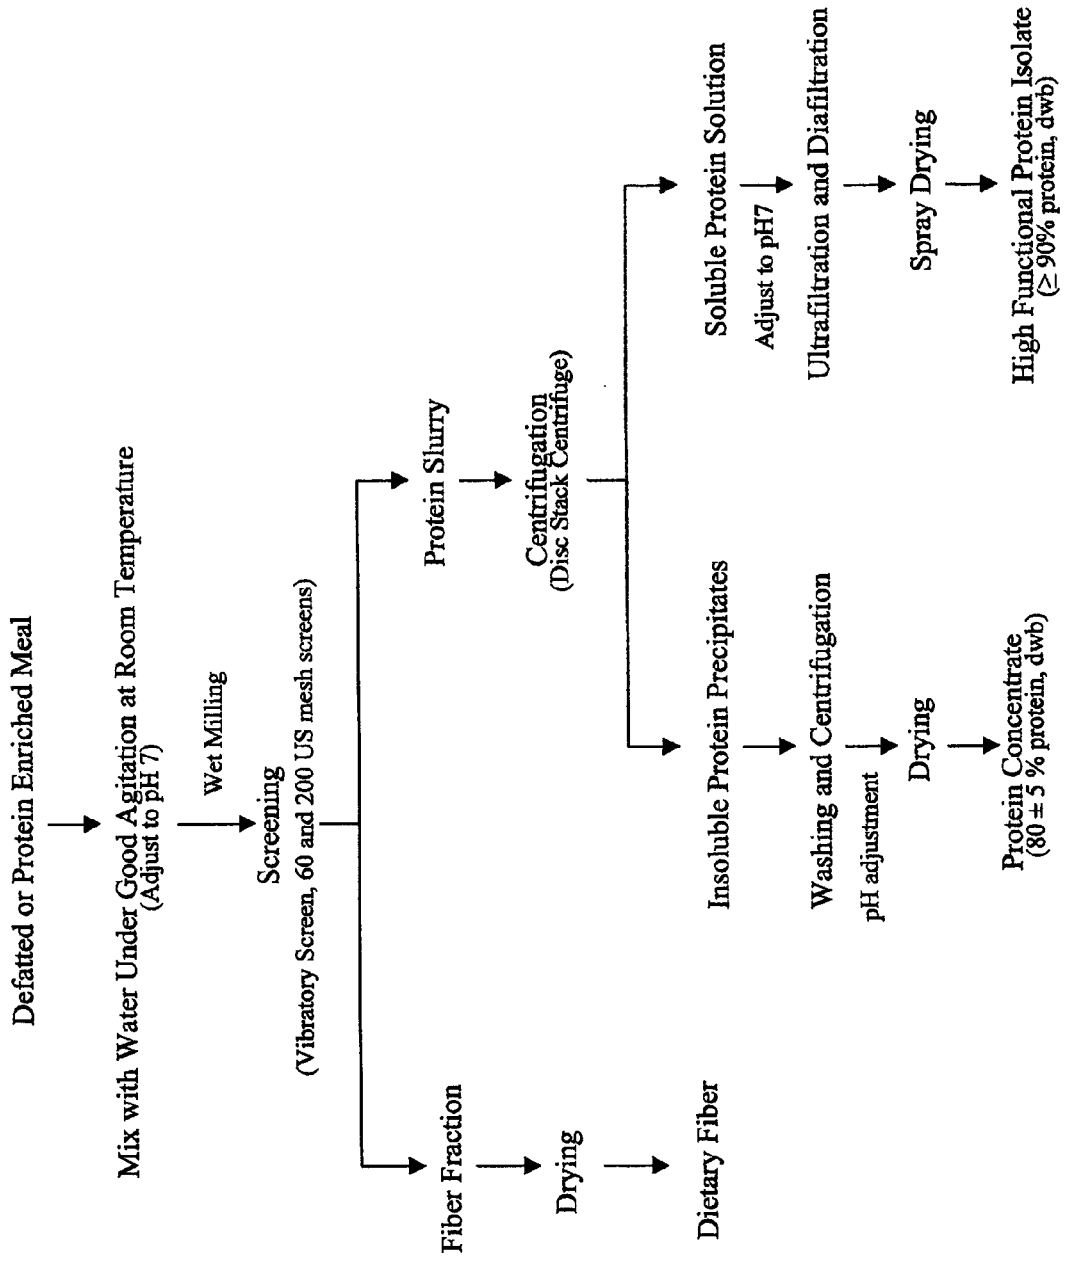 Defatted or Protein Enriched Meal
Mix with Water Under Good Agitation at Room Temperature
(Adjust to pH 7)
Wet Milling
Screening
(Vibratory Screen, 60 and 200 US mesh screens)
Fiber Fraction
Drying
Dietary Fiber
Protein Slurry
Centrifugation
(Disc Stack Centrifuge)
Insoluble Protein Precipitates
Washing and Centrifugation
pH adjustment
Drying
Protein Concentrate
(80 ± 5 % protein, dwb)
Soluble Protein Solution
Adjust to pH7
Ultrafiltration and Diafiltration
Spray Drying
High Functional Protein Isolate
(≥ 90% protein, dwb)